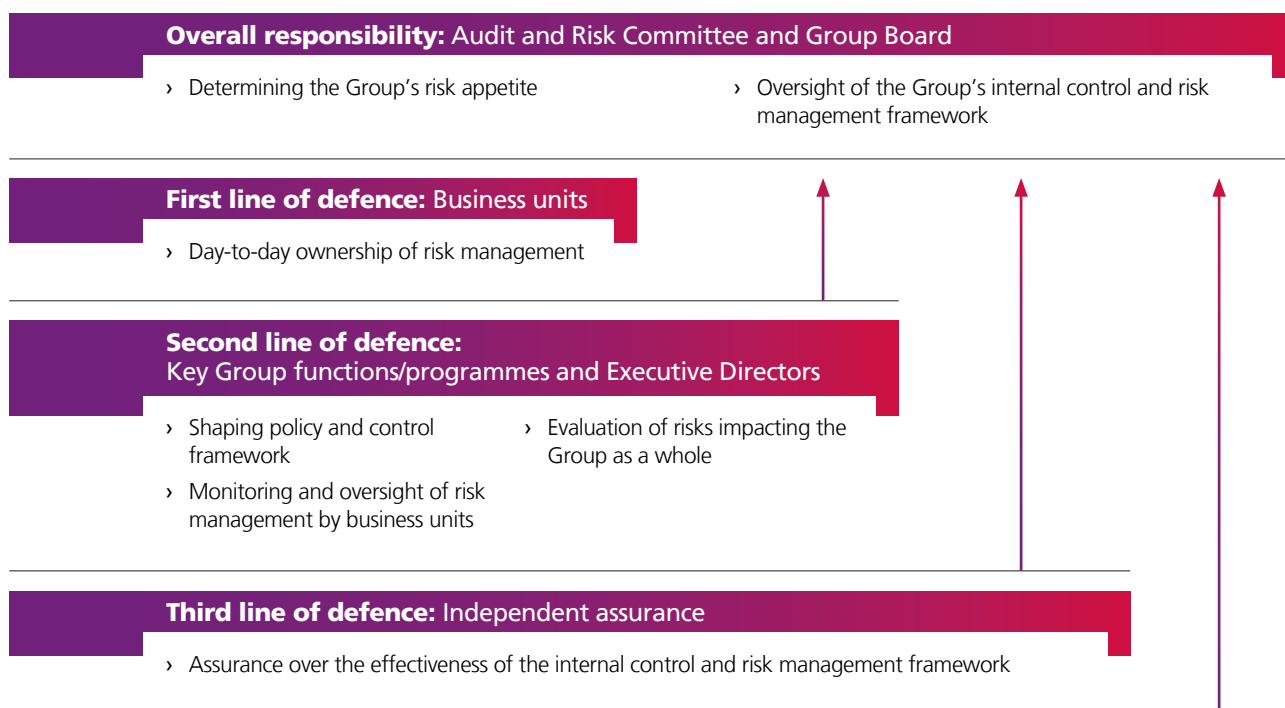 Overall responsibility: Audit and Risk Committee and Group Board
› Determining the Group’s risk appetite
› Oversight of the Group’s internal control and risk
management framework
First line of defence: Business units
› Day-to-day ownership of risk management
Second line of defence:
Key Group functions/programmes and Executive Directors
› Shaping policy and control
framework
› Monitoring and oversight of risk
management by business units
› Evaluation of risks impacting the
Group as a whole
Third line of defence: Independent assurance
› Assurance over the effectiveness of the internal control and risk management framework